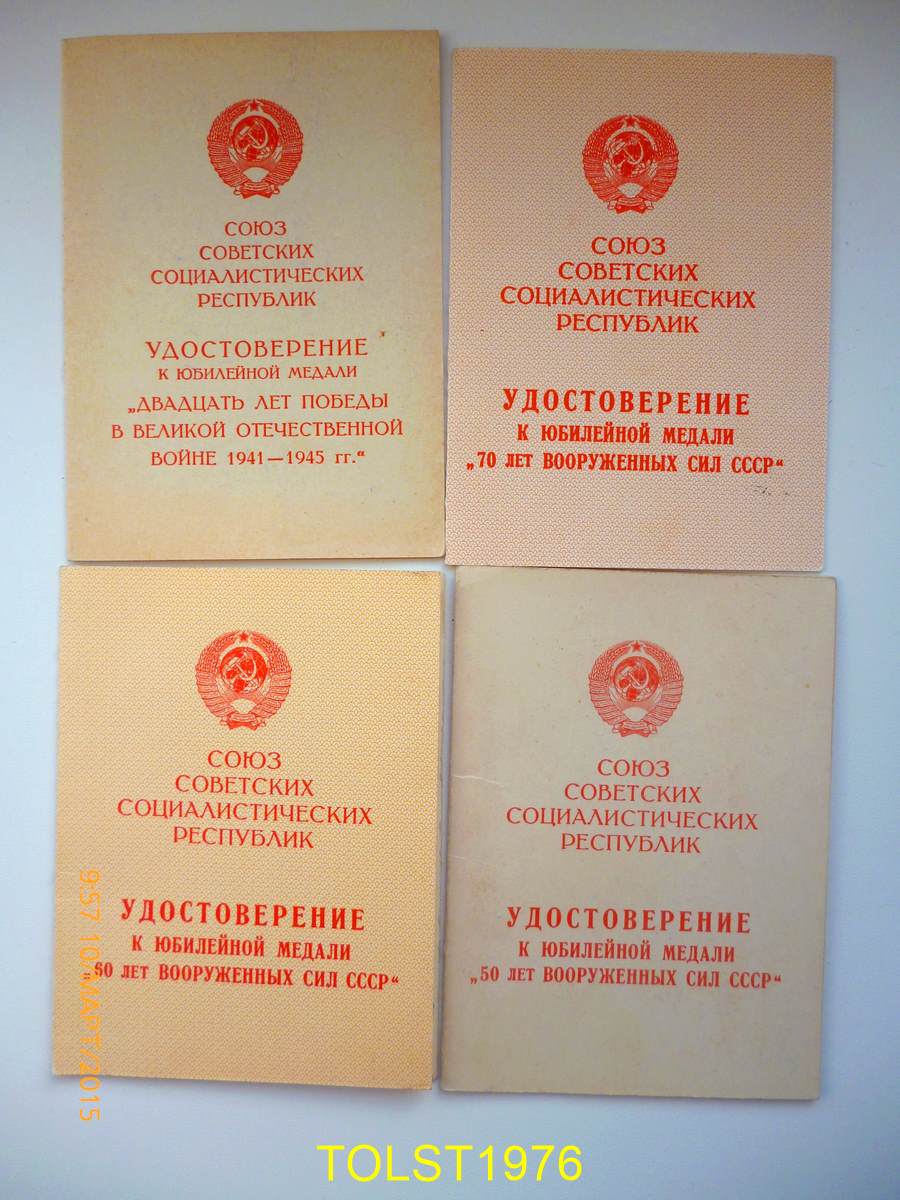 СОЮЗ
СОВЕТСКИХ
СОЦИАЛИСТИЧЕСКИХ
РЕСПУБЛИК
УДОСТОВЕРЕНИЕ
К ЮБИЛЕЙНОЙ МЕДАЛИ
„ДВАДЦАТЬ ЛЕТ ПОБЕДЫ
В ВЕЛИКОЙ ОТЕЧЕСТВЕННОЙ
ВОЙНЕ 1941—1945 гг.“
СОЮЗ
СОВЕТСКИХ
СОЦИАЛИСТИЧЕСКИХ
РЕСПУБЛИК
УДОСТОВЕРЕНИЕ
К ЮБИЛЕЙНОЙ МЕДАЛИ
„70 ЛЕТ ВООРУЖЕННЫХ СИЛ СССР“
СОЮЗ
СОВЕТСКИХ
СОЦИАЛИСТИЧЕСКИХ
РЕСПУБЛИК
УДОСТОВЕРЕНИЕ
К ЮБИЛЕЙНОЙ МЕДАЛИ
„60 ЛЕТ ВООРУЖЕННЫХ СИЛ СССР“
СОЮЗ
СОВЕТСКИХ
СОЦИАЛИСТИЧЕСКИХ
РЕСПУБЛИК
УДОСТОВЕРЕНИЕ
К ЮБИЛЕЙНОЙ МЕДАЛИ
„50 ЛЕТ ВООРУЖЕННЫХ СИЛ СССР“
9:57 10/МАРТ/2015
TOLST1976